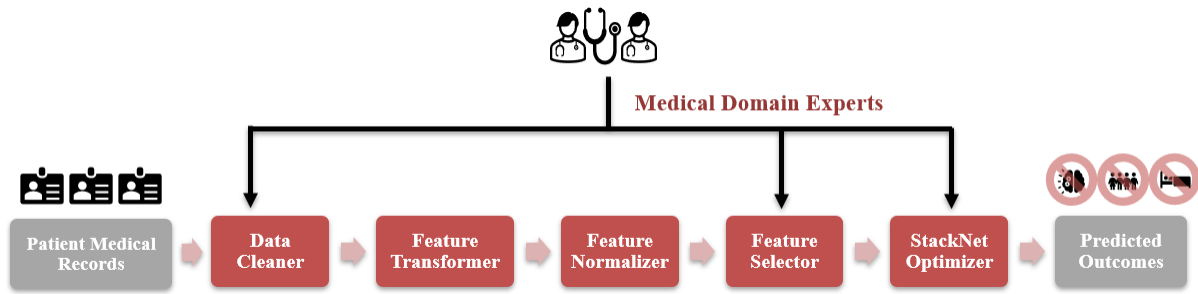 Medical Domain Experts
Patient Medical
Records
Data
Cleaner
Feature
Transformer
Feature
Normalizer
Feature
Selector
StackNet
Optimizer
Predicted
Outcomes